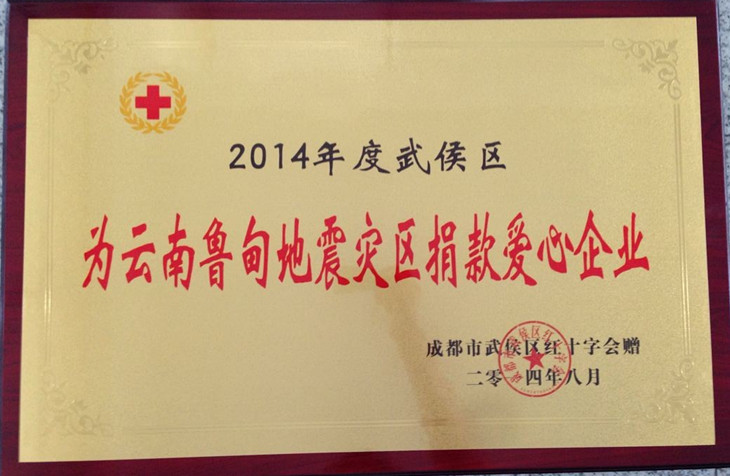 2014年度武侯区
为云南鲁甸地震灾区捐款爱心企业
成都市武侯区红十字会赠
二零一四年八月